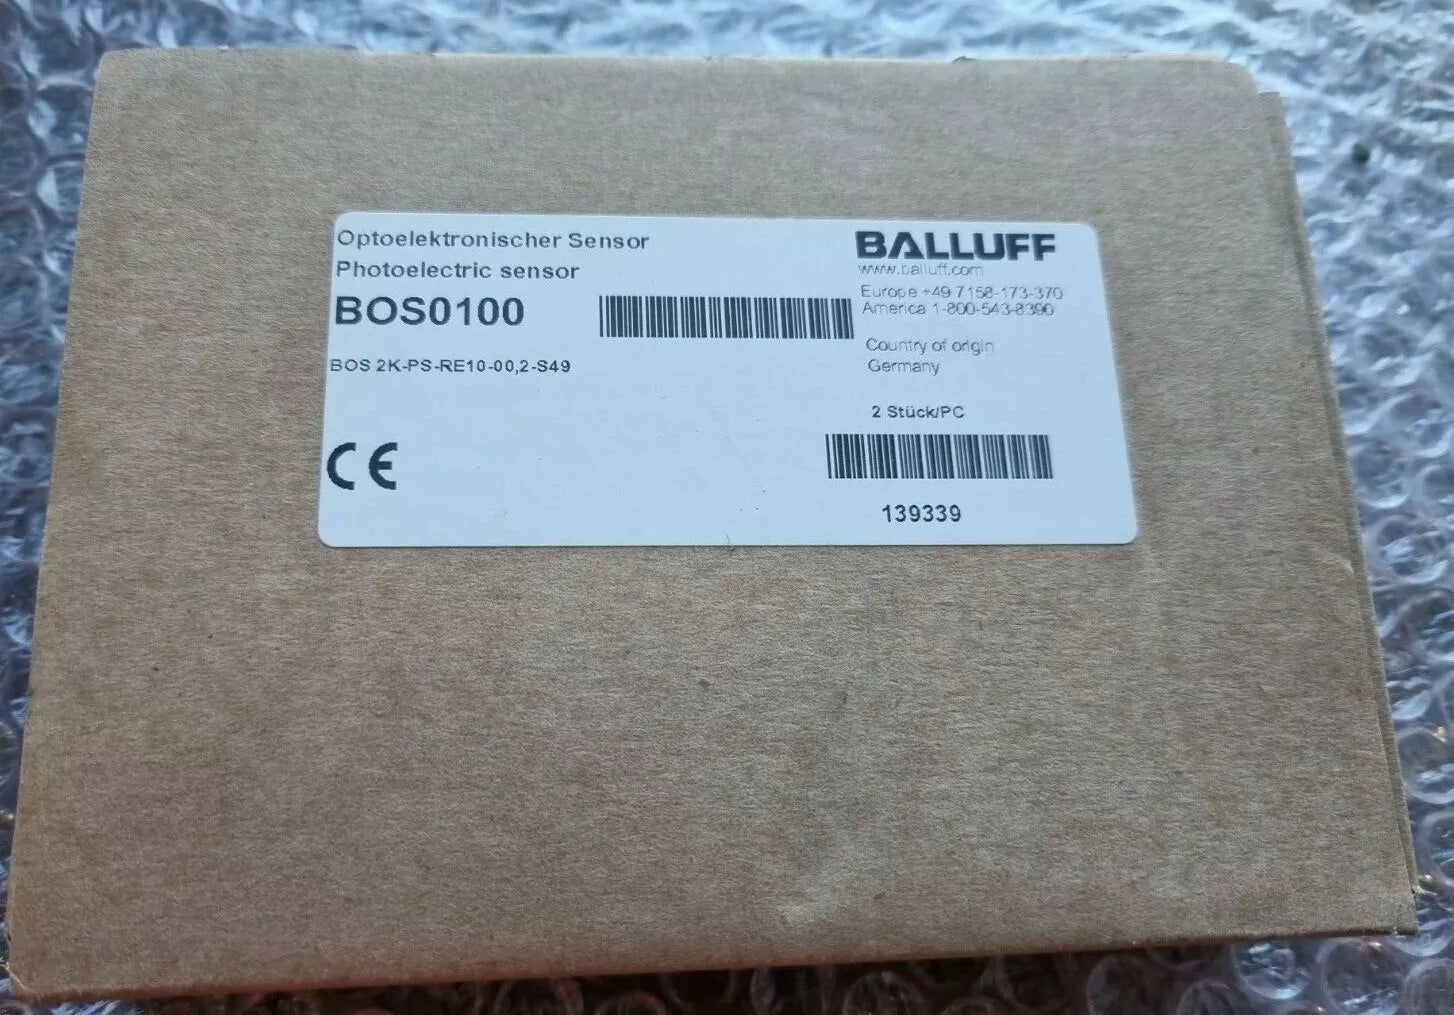 Optoelektronischer Sensor
Photoelectric sensor
BOS0100
BOS 2K-PS-RE10-00,2-S49
CE
BALLUFF
www.balluff.com
Europe +49 7158-173-370
America 1-800-543-8390
Country of origin
Germany
2 Stück/PC
139339